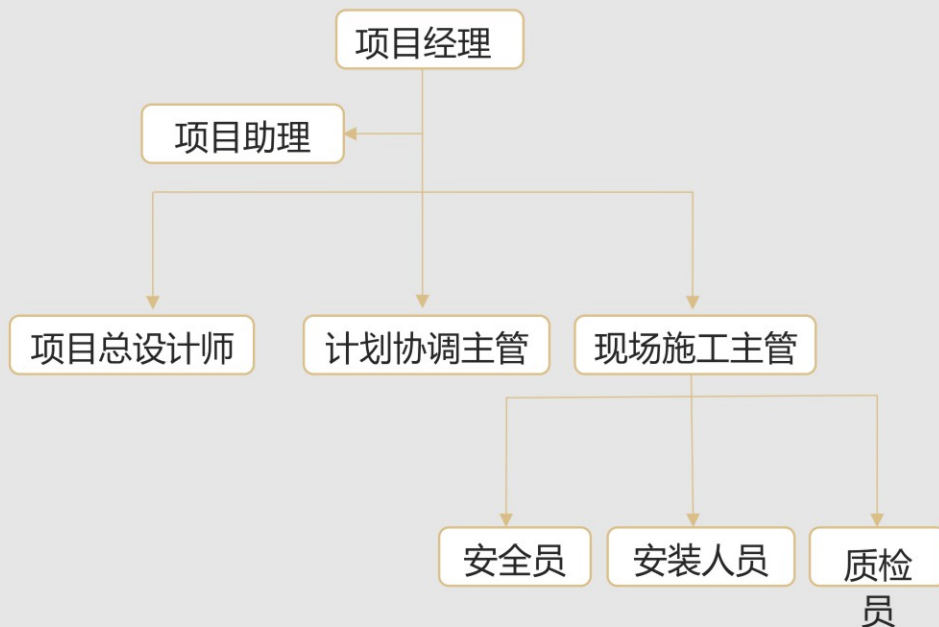 项目经理
项目助理
项目总设计师
计划协调主管
现场施工主管
安全员
安装人员
质检
员